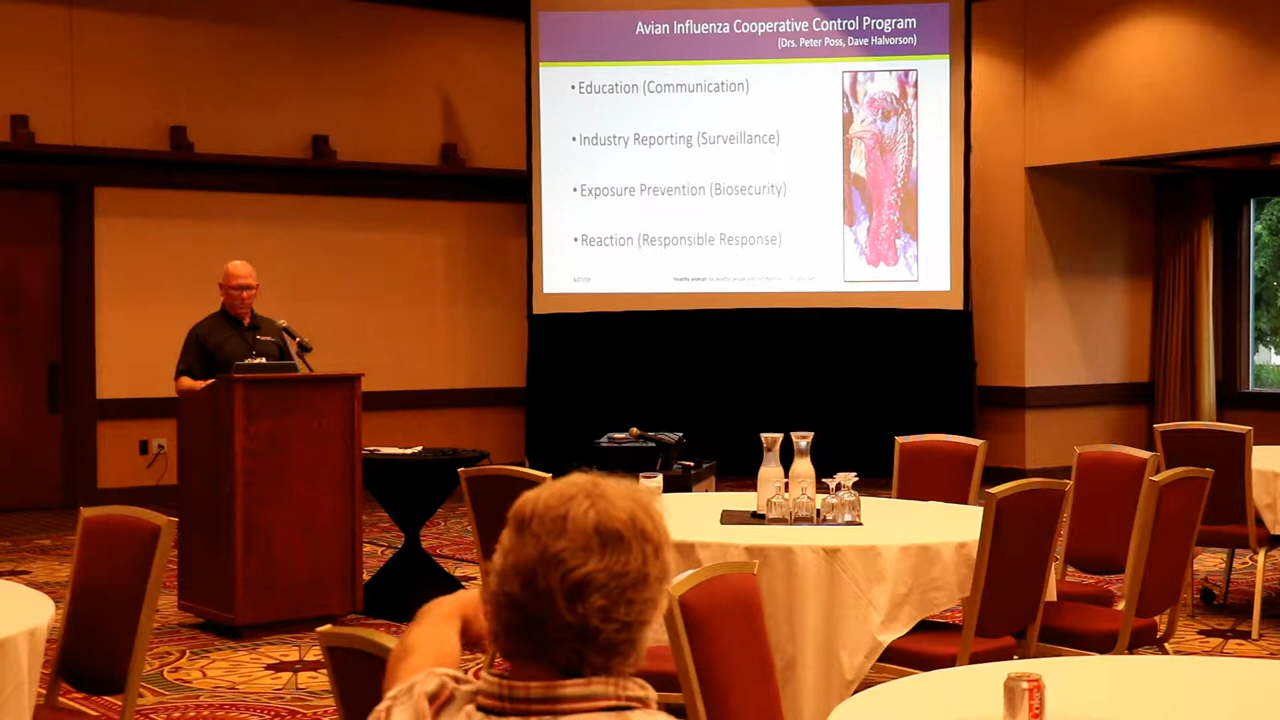 Avian Influenza Cooperative Control Program
(Drs. Peter Poss, Dave Halvorson)
• Education (Communication)
• Industry Reporting (Surveillance)
• Exposure Prevention (Biosecurity)
• Reaction (Responsible Response)
Coke